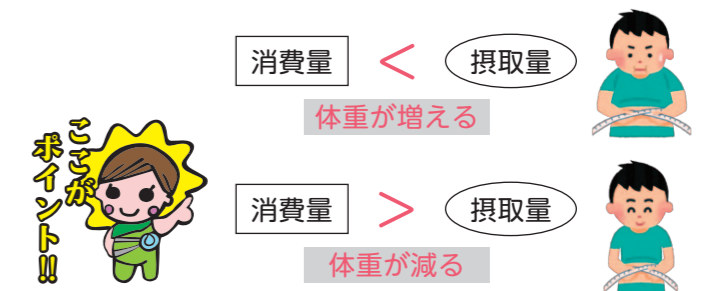 消費量 < 摂取量
体重が増える
ここが
ポイント!!
消費量 > 摂取量
体重が減る